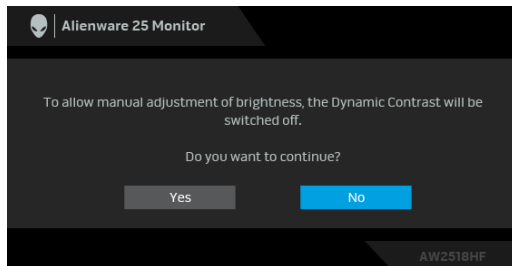 Alienware 25 Monitor
To allow manual adjustment of brightness, the Dynamic Contrast will be
switched off.
Do you want to continue?
Yes
No
AW2518HF